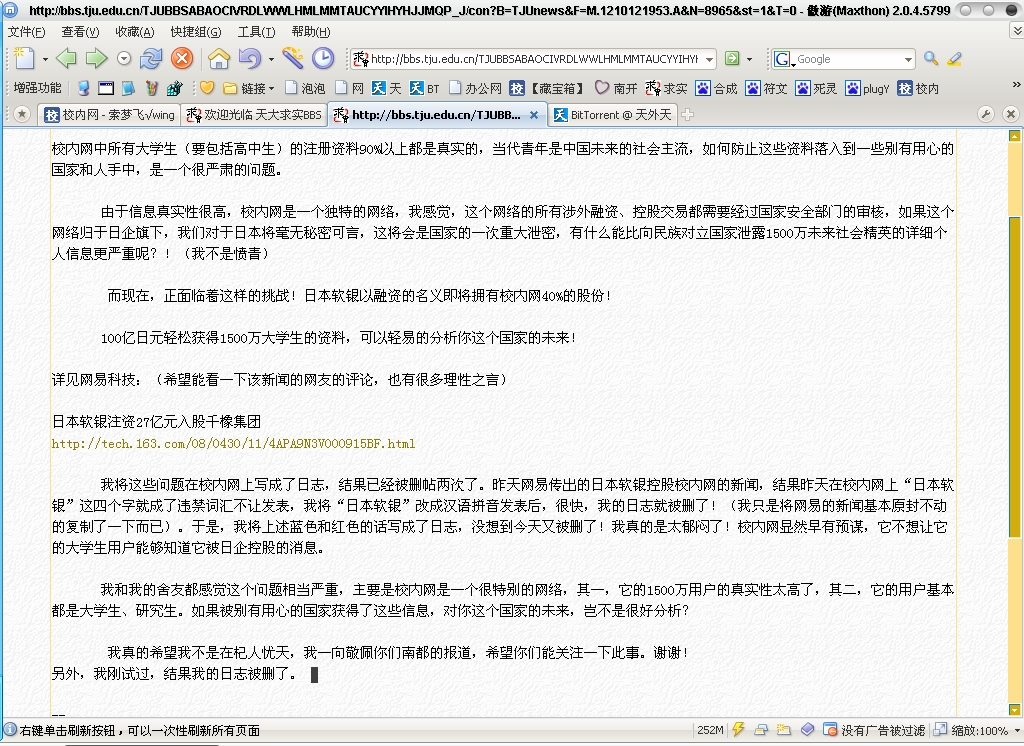 http://bbs.tju.edu.cn/TJUBBSABAOCIVRDLWWLHMLMMTAUCYYIHYHJJMQP_J/con?B=TJUnews&F=M.1210121953.A&N=8965&st=1&T=0 - 傲游(Maxthon) 2.0.4.5799
文件(F) 查看(V) 收藏(A) 快捷组(G) 工具(T) 帮助(H)
http://bbs.tju.edu.cn/TJUBBSABAOCIVRDLWWLHMLMMTAUCYYIHYH Google
增强功能 链接 泡泡 网 天 BT 办公网 【藏宝箱】 南开 求实 合成 符文 死灵 plugY 校内
校内网 - 索梦飞√wing 欢迎光临 天大求实BBS http://bbs.tju.edu.cn/TJUBB... BitTorrent @ 天外天
校内网中所有大学生（要包括高中生）的注册资料90%以上都是真实的，当代青年是中国未来的社会主流，如何防止这些资料落入到一些别有用心的
国家和人手中，是一个很严肃的问题。
由于信息真实性很高，校内网是一个独特的网络，我感觉，这个网络的所有涉外融资、控股交易都需要经过国家安全部门的审核，如果这个
网络归于日企旗下，我们对于日本将毫无秘密可言，这将会是国家的一次重大泄密，有什么能比向民族对立国家泄露1500万未来社会精英的详细个
人信息更严重呢？！（我不是愤青）
而现在，正面临着这样的挑战！日本软银以融资的名义即将拥有校内网40%的股份！
100亿日元轻松获得1500万大学生的资料，可以轻易的分析你这个国家的未来！
详见网易科技：（希望能看一下该新闻的网友的评论，也有很多理性之言）
日本软银注资27亿元入股千橡集团
http://tech.163.com/08/0430/11/4APA9N3V000915BF.html
我将这些问题在校内网上写成了日志，结果已经被删帖两次了。昨天网易传出的日本软银控股校内网的新闻，结果昨天在校内网上“日本软
银”这四个字就成了违禁词汇不让发表，我将“日本软银”改成汉语拼音发表后，很快，我的日志就被删了！（我只是将网易的新闻基本原封不动
的复制了一下而已）。于是，我将上述蓝色和红色的话写成了日志，没想到今天又被删了！我真的是太郁闷了！校内网显然早有预谋，它不想让它
的大学生用户能够知道它被日企控股的消息。
我和我的舍友都感觉这个问题相当严重，主要是校内网是一个很特别的网络，其一，它的1500万用户的真实性太高了，其二，它的用户基本
都是大学生、研究生。如果被别有用心的国家获得了这些信息，对你这个国家的未来，岂不是很好分析？
我真的希望我不是在杞人忧天，我一向敬佩你们南都的报道，希望你们能关注一下此事。谢谢！
另外，我刚试过，结果我的日志被删了。
--
右键单击刷新按钮，可以一次性刷新所有页面 252M 没有广告被过滤 缩放:100%